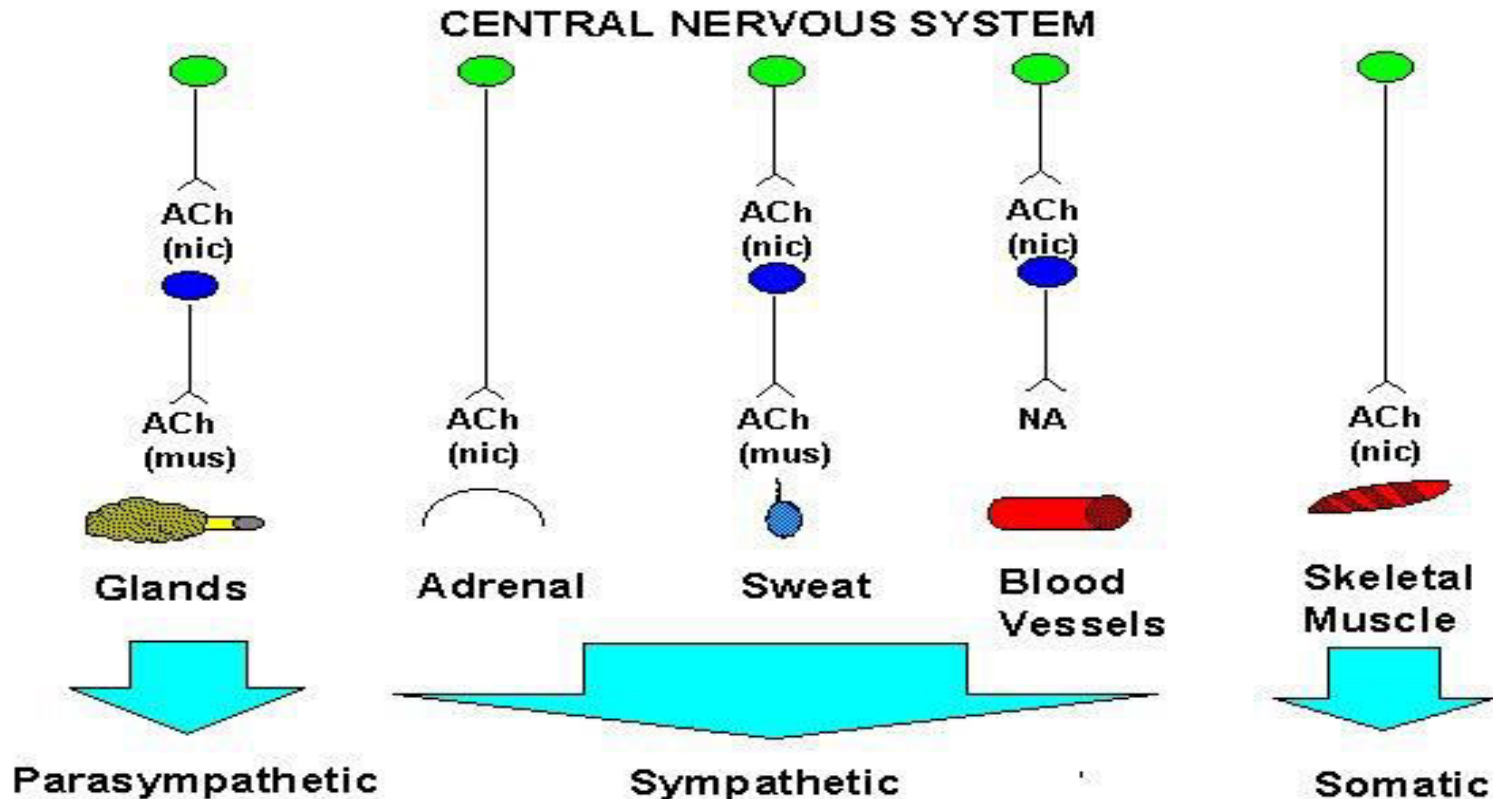 CENTRAL NERVOUS SYSTEM
ACh
(nic)
ACh
(nic)
ACh
(nic)
ACh
(mus)
ACh
(nic)
ACh
(mus)
NA
ACh
(nic)
Glands
Adrenal
Sweat
Blood
Vessels
Skeletal
Muscle
Parasympathetic
Sympathetic
Somatic